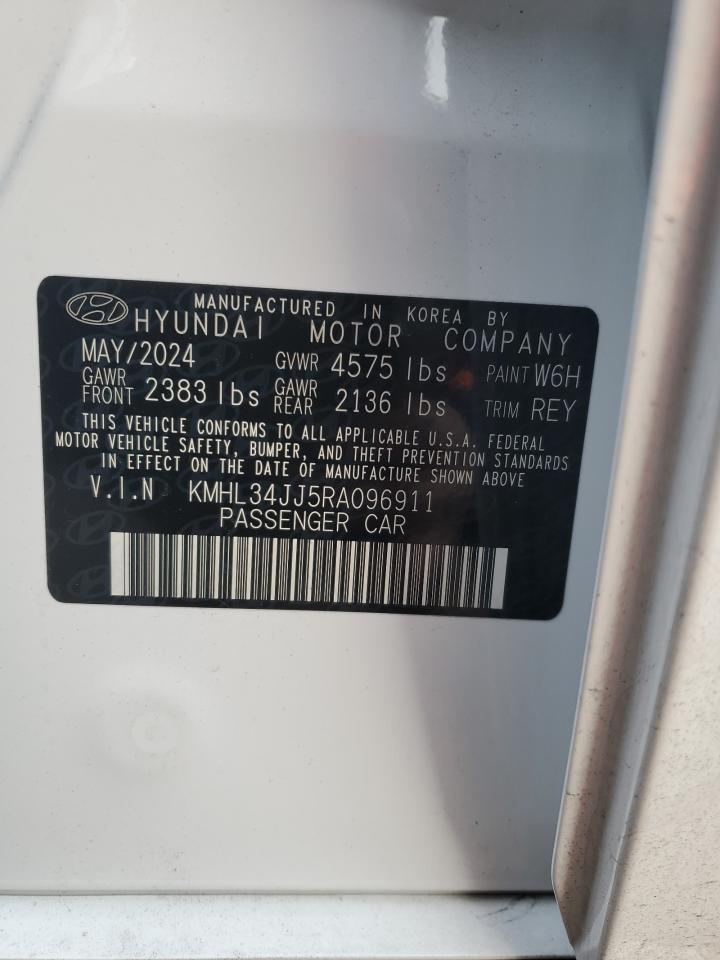 MANUFACTURED IN KOREA BY
HYUNDAI MOTOR COMPANY
MAY/2024 GVWR 4575 lbs PAINT W6H
GAWR FRONT 2383 lbs GAWR REAR 2136 lbs TRIM REY
THIS VEHICLE CONFORMS TO ALL APPLICABLE U.S.A. FEDERAL
MOTOR VEHICLE SAFETY, BUMPER, AND THEFT PREVENTION STANDARDS
IN EFFECT ON THE DATE OF MANUFACTURE SHOWN ABOVE
V.I.N KMHL34JJ5RA096911
PASSENGER CAR